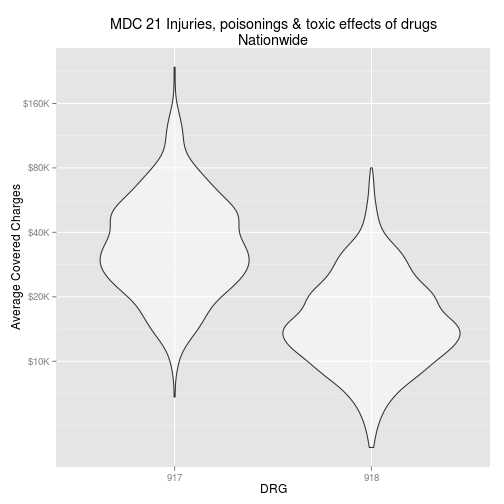 MDC 21 Injuries, poisonings & toxic effects of drugs
Nationwide
$160K
$80K
$40K
$20K
$10K
Average Covered Charges
917
918
DRG